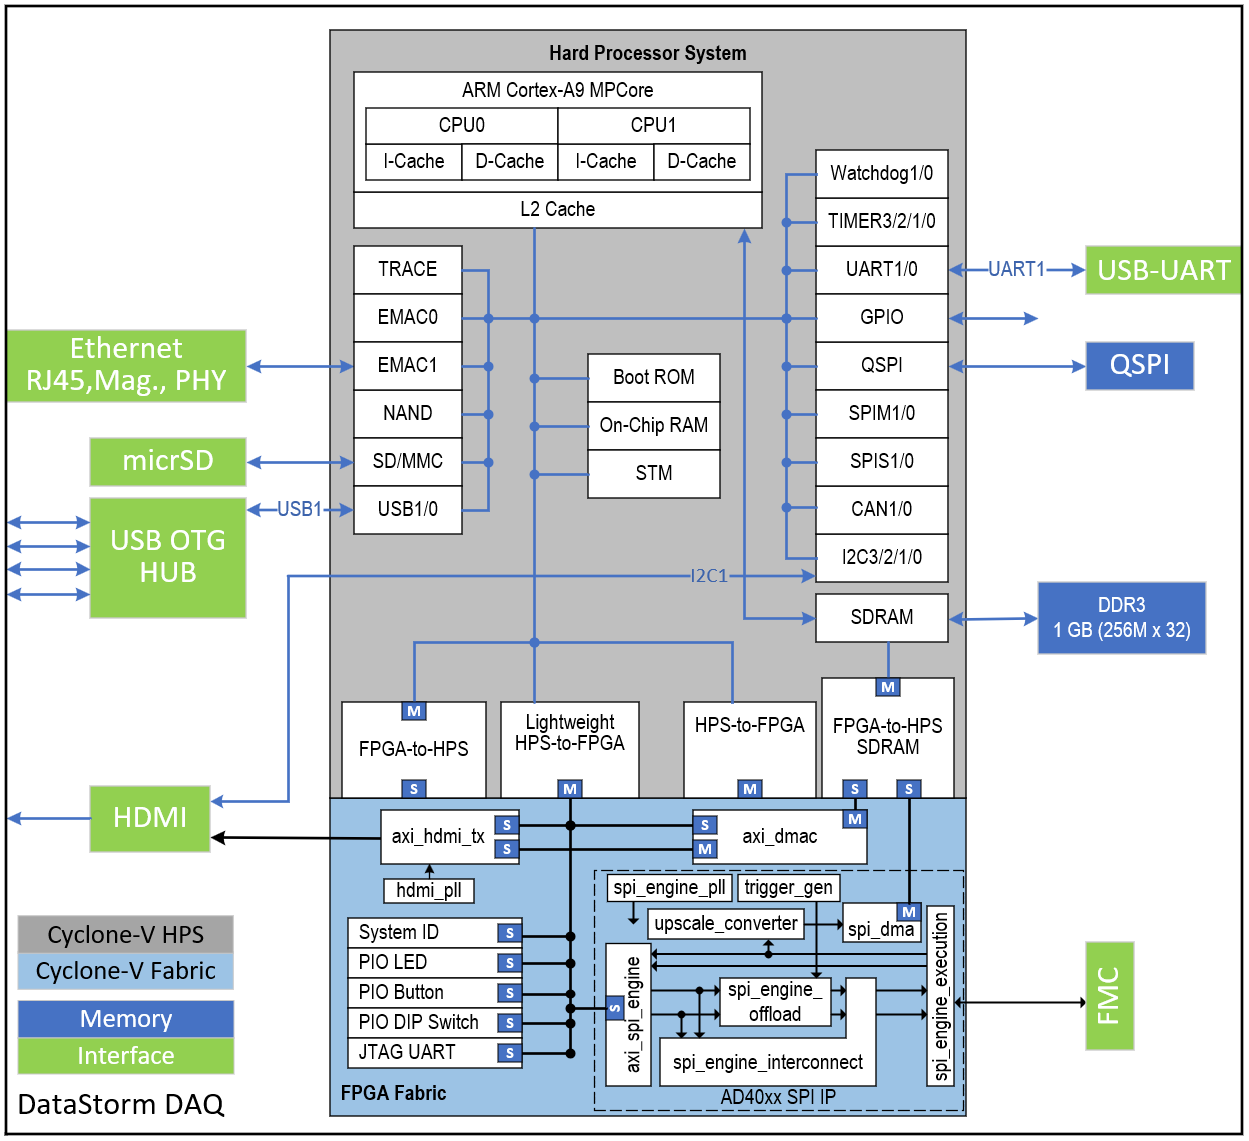 Hard Processor System
ARM Cortex-A9 MPCore
CPU0
CPU1
I-Cache
D-Cache
I-Cache
D-Cache
L2 Cache
Watchdog1/0
TIMER3/2/1/0
UART1/0
GPIO
QSPI
SPIM1/0
SPIS1/0
CAN1/0
I2C3/2/1/0
TRACE
EMAC0
EMAC1
NAND
SD/MMC
USB1/0
Boot ROM
On-Chip RAM
STM
UART1
USB-UART
QSPI
Ethernet
RJ45,Mag., PHY
micrSD
USB OTG
HUB
USB1
I2C1
SDRAM
DDR3
1 GB (256M x 32)
M
FPGA-to-HPS
S
Lightweight
HPS-to-FPGA
M
HPS-to-FPGA
M
M
FPGA-to-HPS
SDRAM
S
S
HDMI
axi_hdmi_tx
S
S
S
M
axi_dmac
M
hdmi_pll
spi_engine_pll
trigger_gen
upscale_converter
M
spi_dma
System ID
S
PIO LED
S
PIO Button
S
PIO DIP Switch
S
JTAG UART
S
S
axi_spi_engine
spi_engine_
offload
spi_engine_interconnect
spi_engine_execution
FMC
AD40xx SPI IP
FPGA Fabric
Cyclone-V HPS
Cyclone-V Fabric
Memory
Interface
DataStorm DAQ